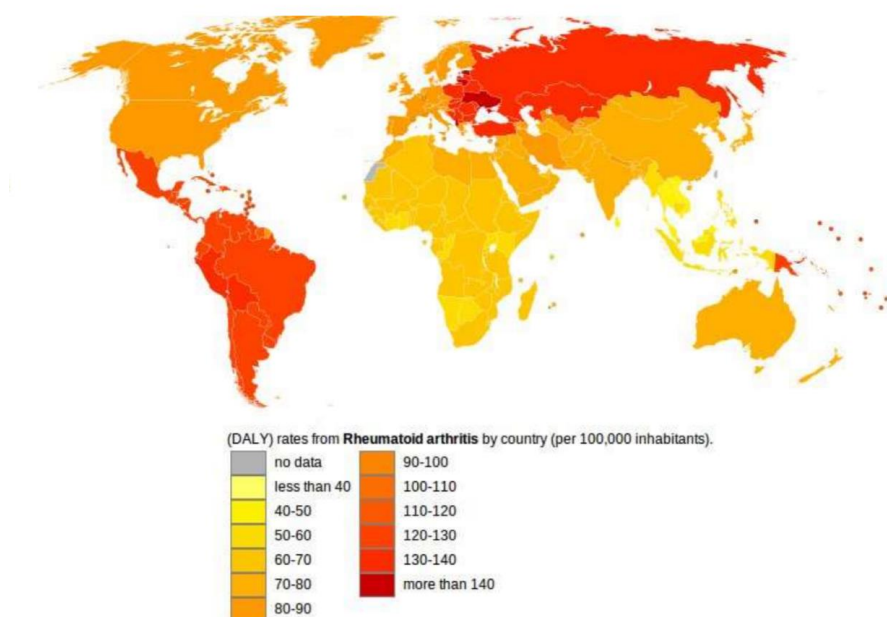 (DALY) rates from Rheumatoid arthritis by country (per 100,000 inhabitants).
no data
less than 40
40-50
50-60
60-70
70-80
80-90
90-100
100-110
110-120
120-130
130-140
more than 140